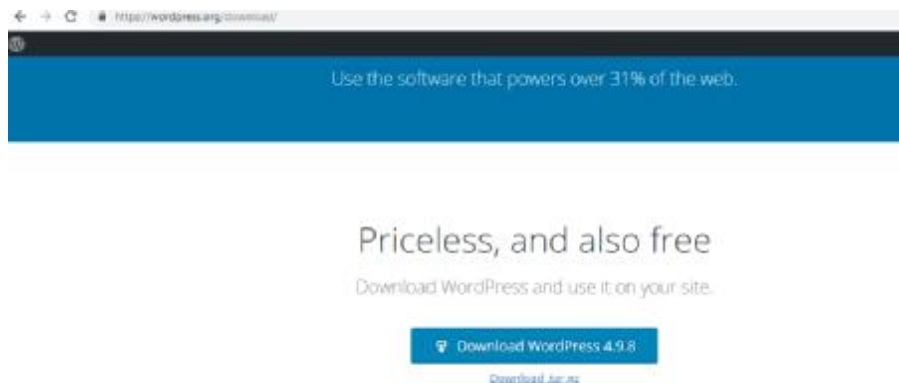 https://wordpress.org/download/
Use the software that powers over 31% of the web.
Priceless, and also free
Download WordPress and use it on your site.
Download WordPress 4.9.8
Download .tar.gz